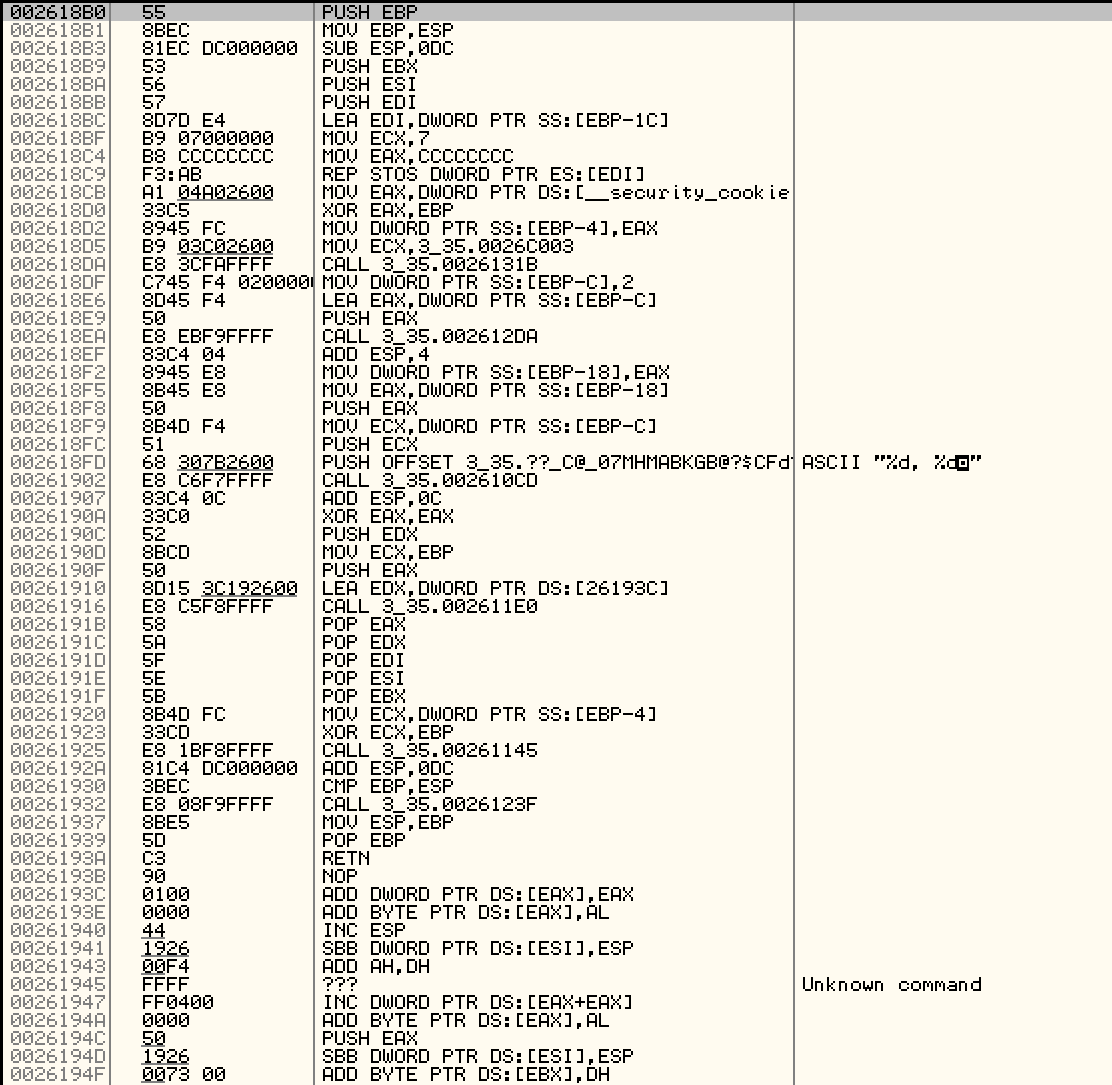 002618B0 55 PUSH EBP
002618B1 8BEC MOV EBP,ESP
002618B3 81EC DC000000 SUB ESP,0DC
002618B9 53 PUSH EBX
002618BA 56 PUSH ESI
002618BB 57 PUSH EDI
002618BC 8D7D E4 LEA EDI,DWORD PTR SS:[EBP-1C]
002618BF B9 07000000 MOV ECX,7
002618C4 B8 CCCCCCCC MOV EAX,CCCCCCCC
002618C9 F3:AB REP STOS DWORD PTR ES:[EDI]
002618CB A1 04A02600 MOV EAX,DWORD PTR DS:[__security_cookie
002618D0 33C5 XOR EAX,EBP
002618D2 8945 FC MOV DWORD PTR SS:[EBP-4],EAX
002618D5 B9 03C02600 MOV ECX,3_35.0026C003
002618DA E8 3CFAFFFF CALL 3_35.0026131B
002618DF C745 F4 0200000 MOV DWORD PTR SS:[EBP-C],2
002618E6 8D45 F4 LEA EAX,DWORD PTR SS:[EBP-C]
002618E9 50 PUSH EAX
002618EA E8 EBF9FFFF CALL 3_35.002612DA
002618EF 83C4 04 ADD ESP,4
002618F2 8945 E8 MOV DWORD PTR SS:[EBP-18],EAX
002618F5 8B45 E8 MOV EAX,DWORD PTR SS:[EBP-18]
002618F8 50 PUSH EAX
002618F9 8B4D F4 MOV ECX,DWORD PTR SS:[EBP-C]
002618FC 51 PUSH ECX
002618FD 68 307B2600 PUSH OFFSET 3_35.??_C@_07MHMABKGB@?$CFd ASCII "%d, %d◙"
00261902 E8 C6F7FFFF CALL 3_35.002610CD
00261907 83C4 0C ADD ESP,0C
0026190A 33C0 XOR EAX,EAX
0026190C 52 PUSH EDX
0026190D 8BCD MOV ECX,EBP
0026190F 50 PUSH EAX
00261910 8D15 3C192600 LEA EDX,DWORD PTR DS:[26193C]
00261916 E8 C5F8FFFF CALL 3_35.002611E0
0026191B 58 POP EAX
0026191C 5A POP EDX
0026191D 5F POP EDI
0026191E 5E POP ESI
0026191F 5B POP EBX
00261920 8B4D FC MOV ECX,DWORD PTR SS:[EBP-4]
00261923 33CD XOR ECX,EBP
00261925 E8 1BF8FFFF CALL 3_35.00261145
0026192A 81C4 DC000000 ADD ESP,0DC
00261930 3BEC CMP EBP,ESP
00261932 E8 08F9FFFF CALL 3_35.0026123F
00261937 8BE5 MOV ESP,EBP
00261939 5D POP EBP
0026193A C3 RETN
0026193B 90 NOP
0026193C 0100 ADD DWORD PTR DS:[EAX],EAX
0026193E 0000 ADD BYTE PTR DS:[EAX],AL
00261940 44 INC ESP
00261941 1926 SBB DWORD PTR DS:[ESI],ESP
00261943 00F4 ADD AH,DH
00261945 FFFF ??? Unknown command
00261947 FF0400 INC DWORD PTR DS:[EAX+EAX]
0026194A 0000 ADD BYTE PTR DS:[EAX],AL
0026194C 50 PUSH EAX
0026194D 1926 SBB DWORD PTR DS:[ESI],ESP
0026194F 0073 00 ADD BYTE PTR DS:[EBX],DH